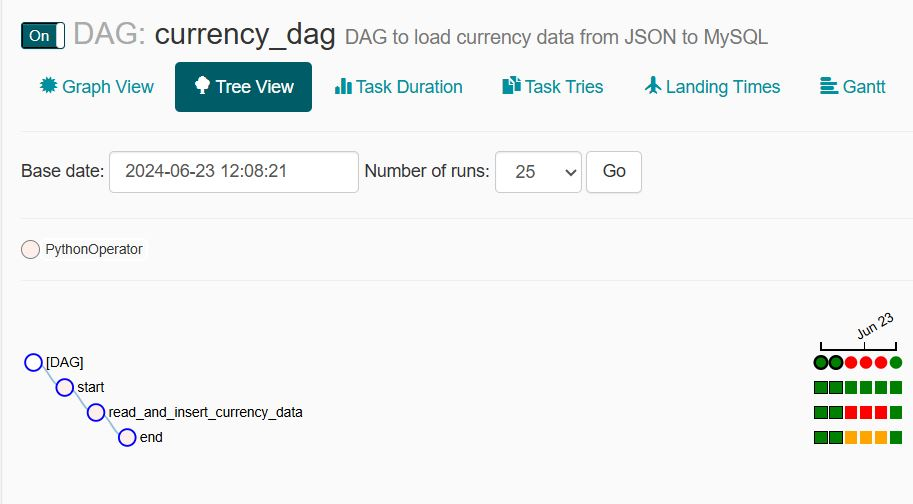 On DAG: currency_dag DAG to load currency data from JSON to MySQL
Graph View Tree View Task Duration Task Tries Landing Times Gantt
Base date: 2024-06-23 12:08:21 Number of runs: 25 Go
PythonOperator
Jun 23
[DAG]
start
read_and_insert_currency_data
end